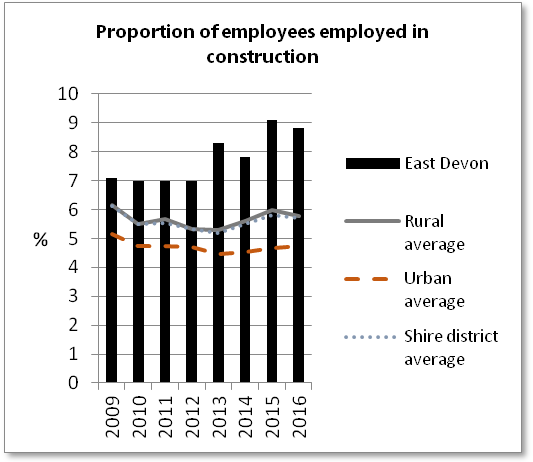 Proportion of employees employed in
construction
10
9
8
7
6
5
4
3
2
1
0
%
2009
2010
2011
2012
2013
2014
2015
2016
East Devon
Rural
average
Urban
average
Shire district
average